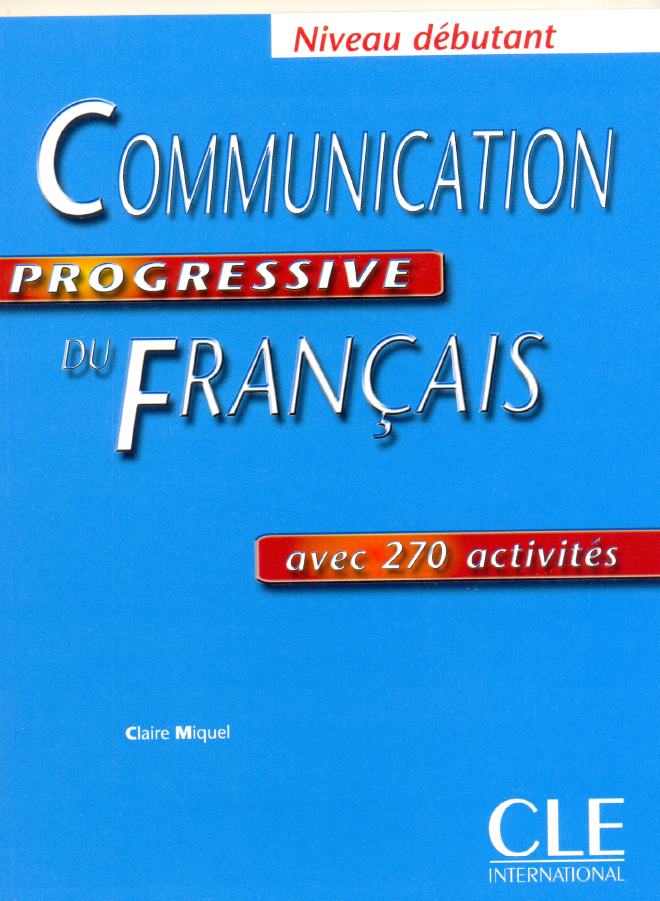 Niveau débutant
COMMUNICATION
PROGRESSIVE
DU FRANÇAIS
avec 270 activités
Claire Miquel
CLE
INTERNATIONAL